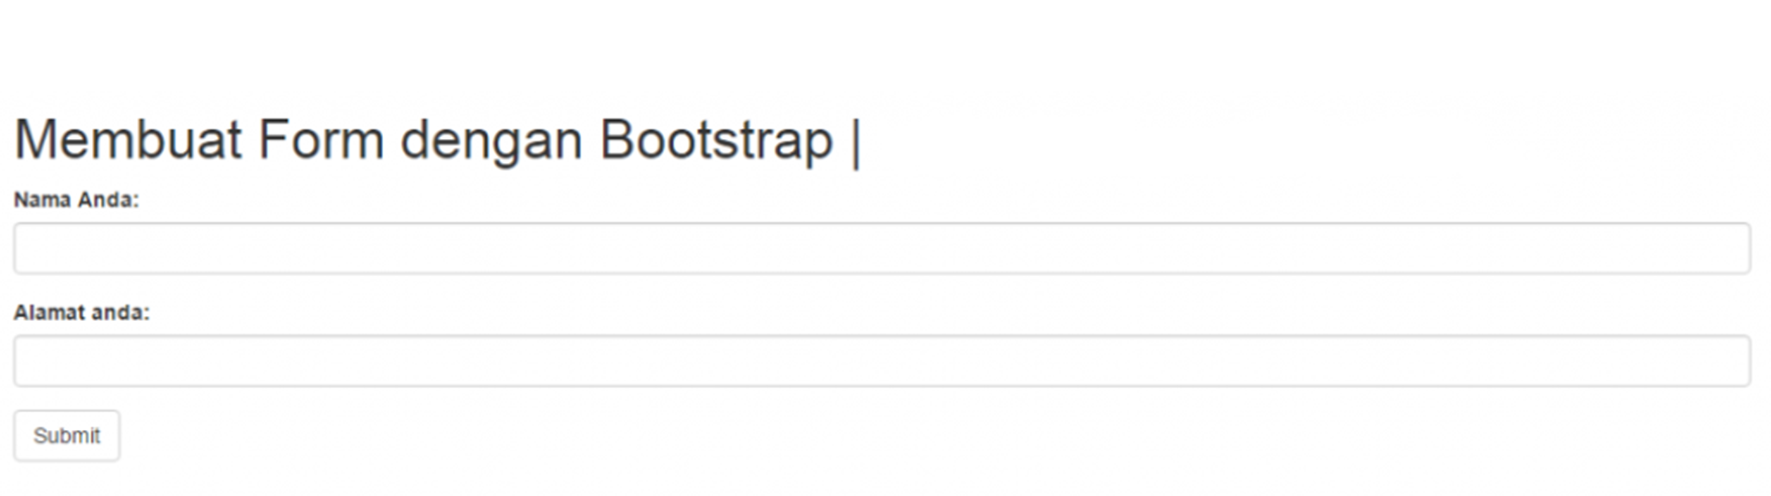 Membuat Form dengan Bootstrap |
Nama Anda:
Alamat anda:
Submit